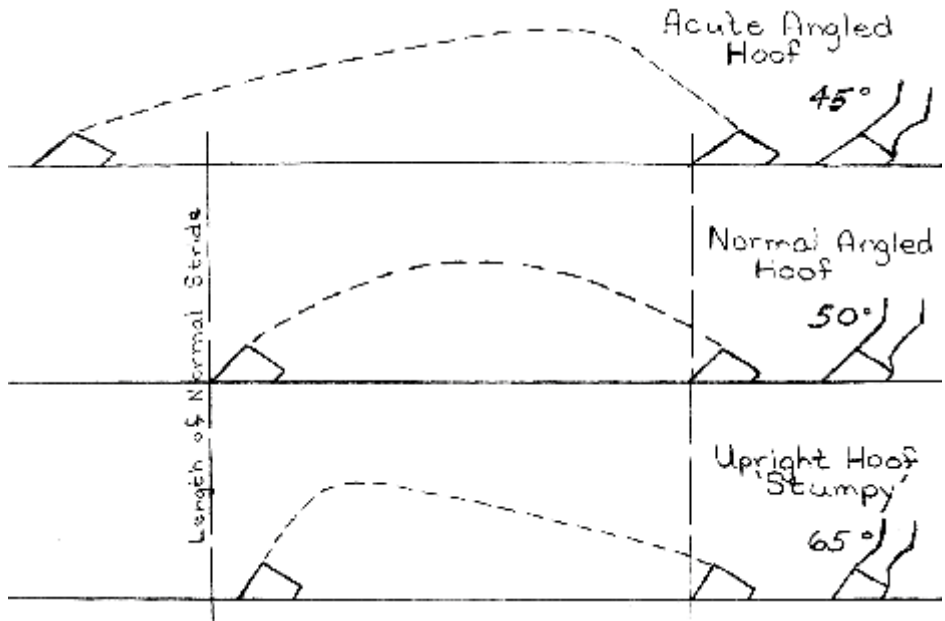 Acute Angled
Hoof
45°
Length of Normal Stride
Normal Angled
Hoof
50°
Upright Hoof
'Stumpy'
65°